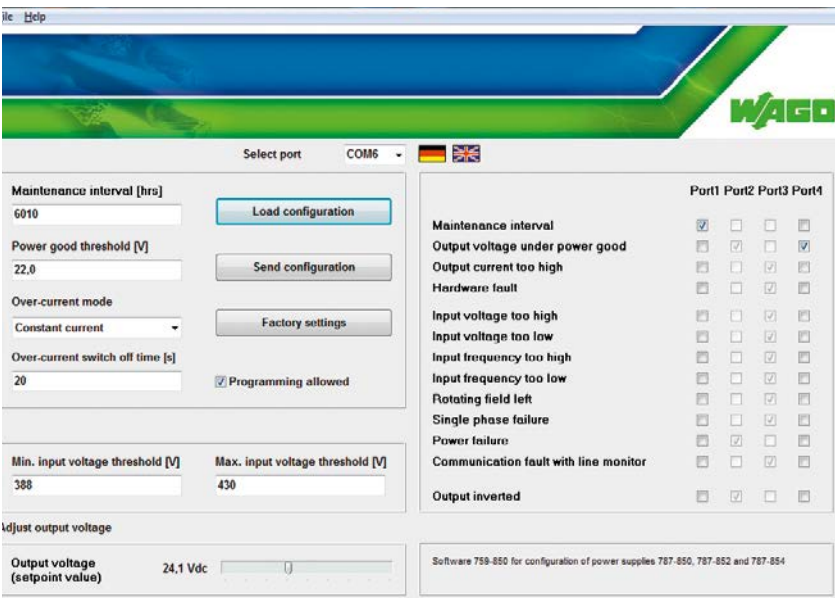 ile Help
WAGO
Select port COM6
Maintenance interval [hrs]
6010
Load configuration
Power good threshold [V]
22,0
Send configuration
Over-current mode
Constant current
Factory settings
Over-current switch off time [s]
20
Programming allowed
Min. input voltage threshold [V] Max. input voltage threshold [V]
388 430
Adjust output voltage
Output voltage
(setpoint value)
24,1 Vdc
Port1 Port2 Port3 Port4
Maintenance interval
Output voltage under power good
Output current too high
Hardware fault
Input voltage too high
Input voltage too low
Input frequency too high
Input frequency too low
Rotating field left
Single phase failure
Power failure
Communication fault with line monitor
Output inverted
Software 759-850 for configuration of power supplies 787-850, 787-852 and 787-854